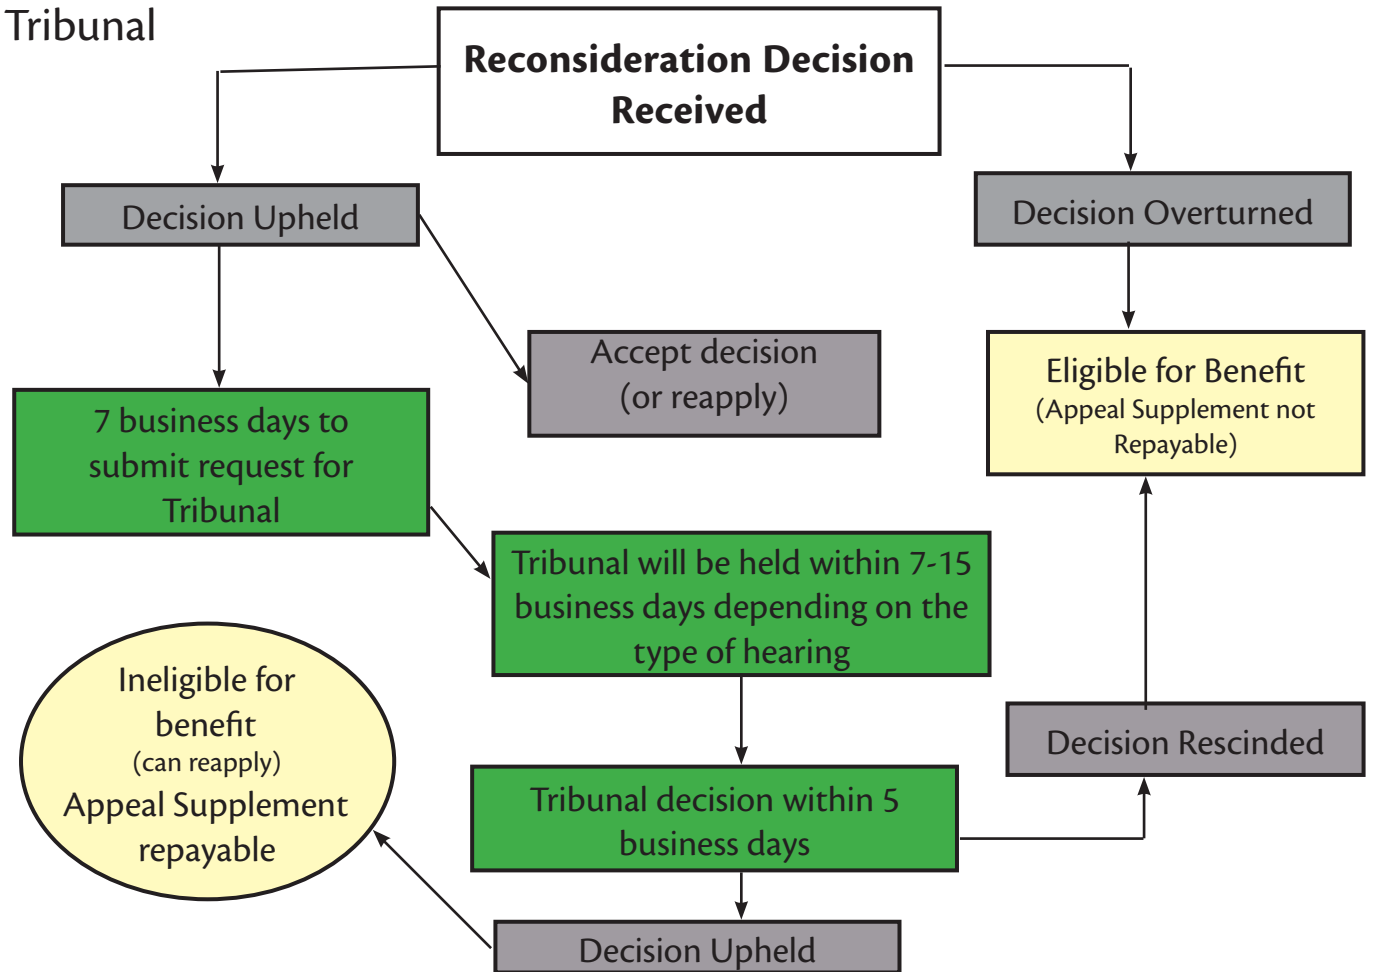 Tribunal
Reconsideration Decision
Received
Decision Upheld
Decision Overturned
Accept decision
(or reapply)
Eligible for Benefit
(Appeal Supplement not
Repayable)
7 business days to
submit request for
Tribunal
Tribunal will be held within 7-15
business days depending on the
type of hearing
Ineligible for
benefit
(can reapply)
Appeal Supplement
repayable
Decision Rescinded
Tribunal decision within 5
business days
Decision Upheld